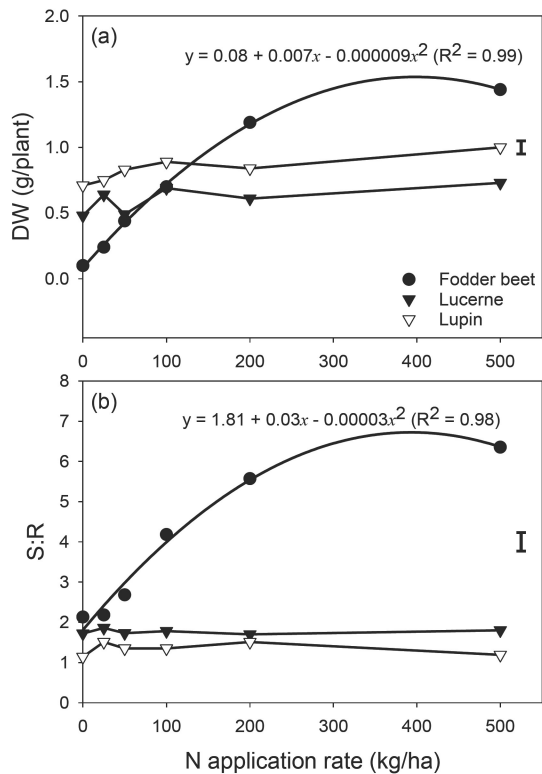 (a)
y = 0.08 + 0.007x - 0.000009x² (R² = 0.99)
2.0
1.5
1.0
0.5
0.0
DW (g/plant)
Fodder beet
Lucerne
Lupin
0 100 200 300 400 500
(b)
y = 1.81 + 0.03x - 0.00003x² (R² = 0.98)
8
7
6
5
4
3
2
1
0
S:R
0 100 200 300 400 500
N application rate (kg/ha)